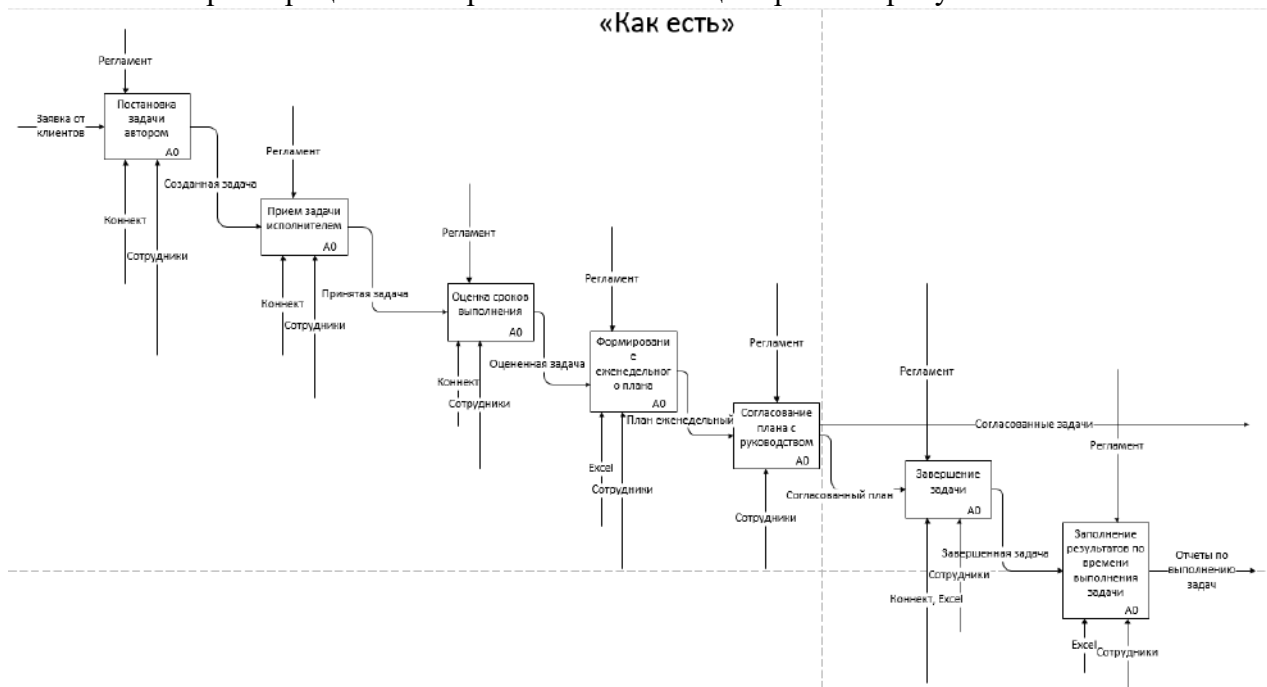 «Как есть»
Регламент
Заявка от
клиентов
Постановка
задачи
автором
A0
Коннект
Сотрудники
Созданная задача
Регламент
Прием задачи
исполнителем
A0
Коннект
Сотрудники
Принятая задача
Регламент
Оценка сроков
выполнения
A0
Коннект
Сотрудники
Оцененная задача
Регламент
Формировани
е
еженедельног
о плана
A0
Excel
Сотрудники
План еженедельный
Регламент
Согласование
плана с
руководством
A0
Сотрудники
Согласованные задачи
Согласованный план
Регламент
Завершение
задачи
A0
Коннект, Excel
Сотрудники
Завершенная задача
Регламент
Заполнение
результатов по
времени
выполнения
задачи
A0
Excel
Сотрудники
Отчеты по
выполнению
задач